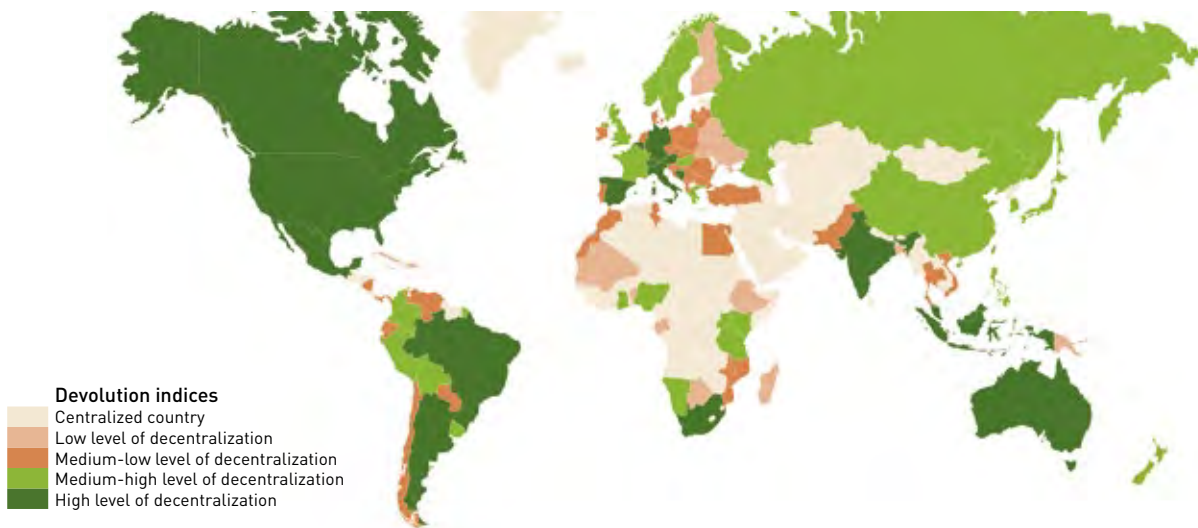 Devolution indices
Centralized country
Low level of decentralization
Medium-low level of decentralization
Medium-high level of decentralization
High level of decentralization